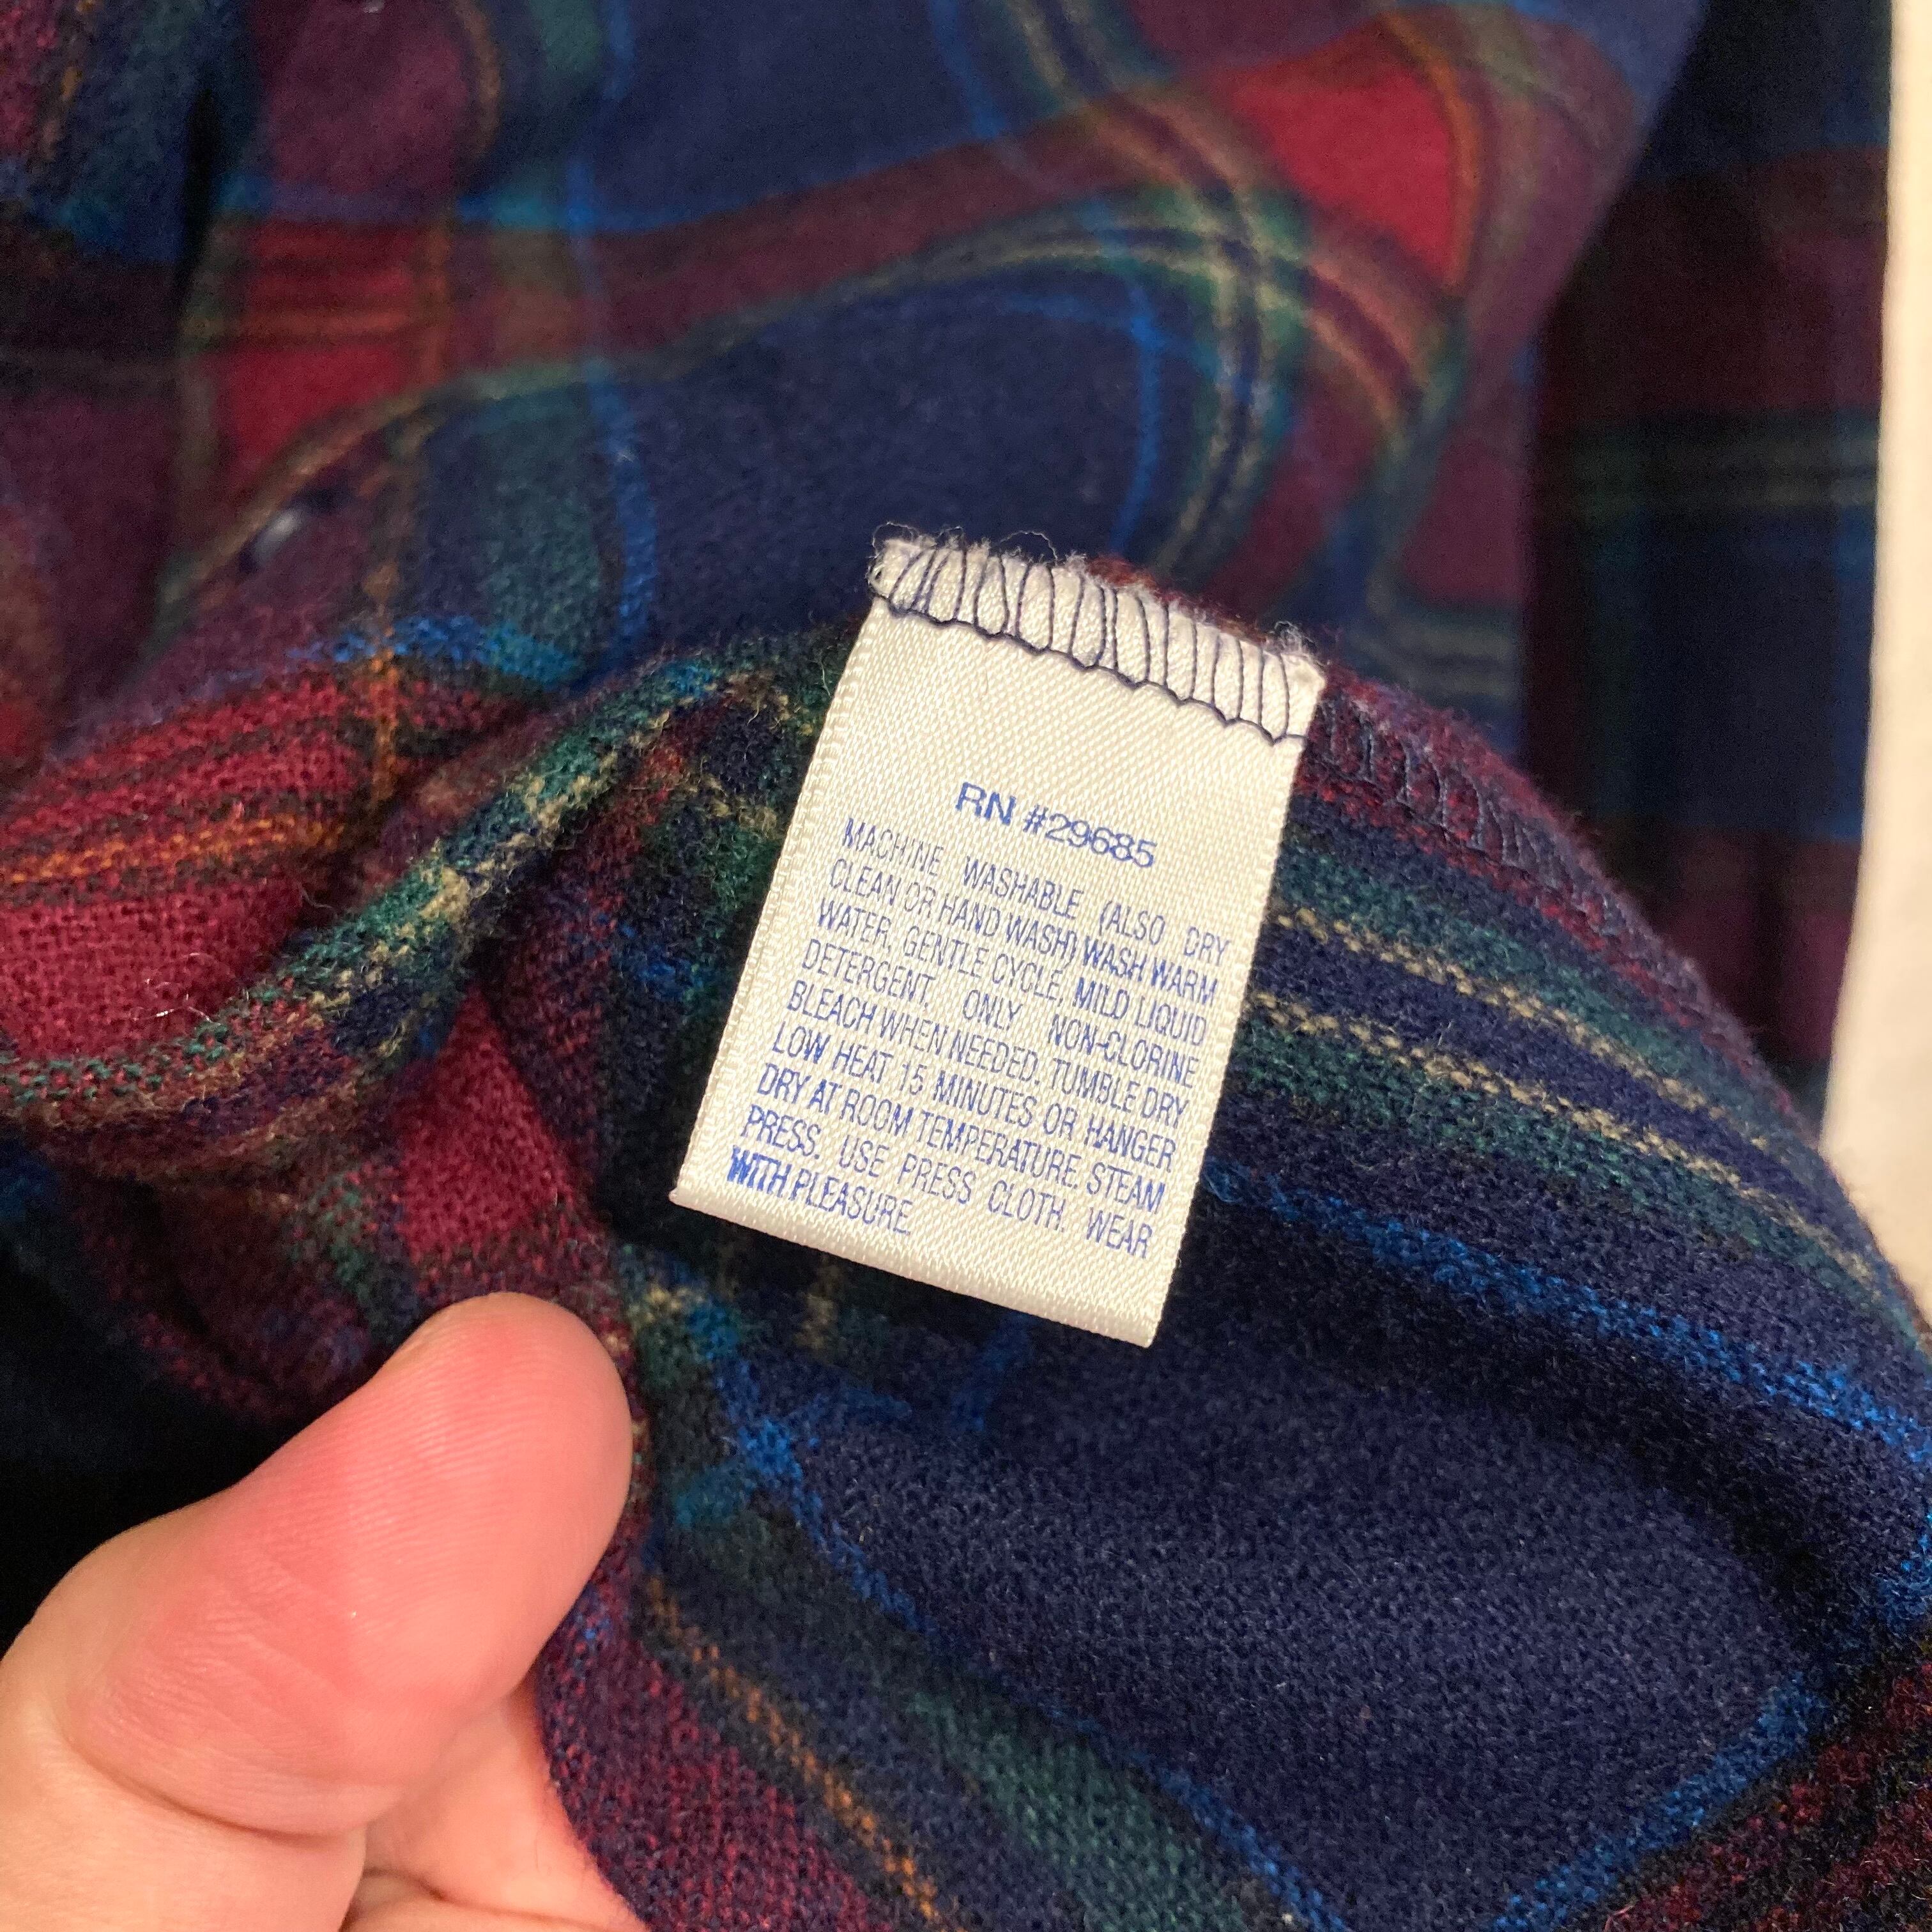 RN #29685
MACHINE WASHABLE (ALSO DRY
CLEAN OR HAND WASH) WASH WARM
WATER, GENTLE CYCLE, MILD LIQUID
DETERGENT. ONLY NON-CLORINE
BLEACH WHEN NEEDED. TUMBLE DRY
LOW HEAT 15 MINUTES OR HANGER
DRY AT ROOM TEMPERATURE. STEAM
PRESS. USE PRESS CLOTH. WEAR
WITH PLEASURE